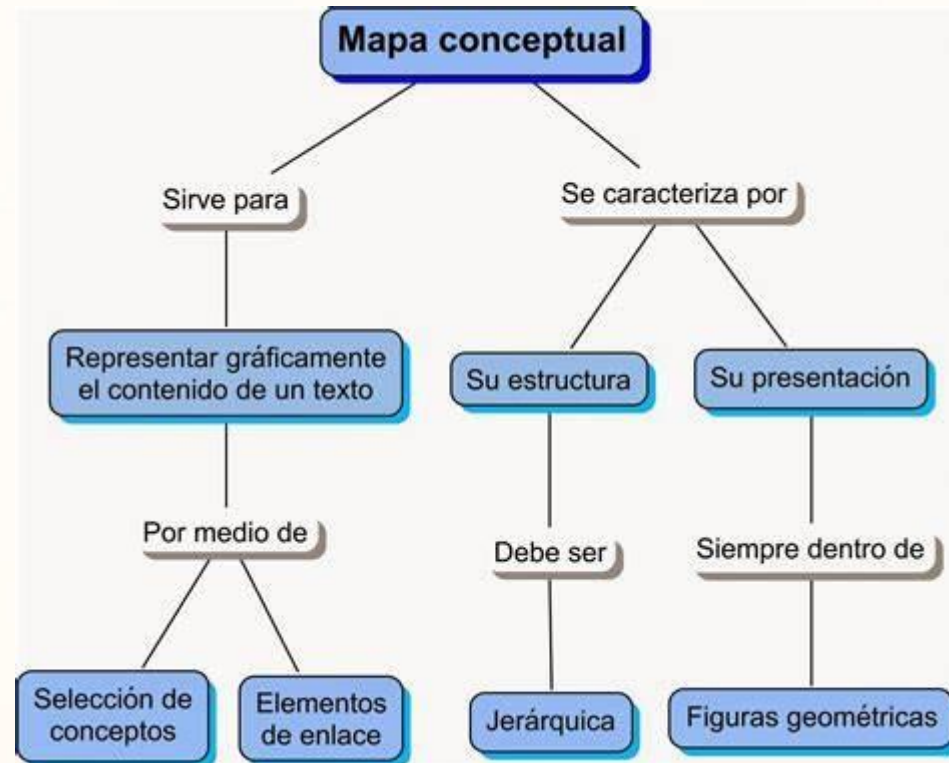 Mapa conceptual
Sirve para
Se caracteriza por
Representar gráficamente
el contenido de un texto
Su estructura
Su presentación
Por medio de
Debe ser
Siempre dentro de
Selección de
conceptos
Elementos
de enlace
Jerárquica
Figuras geométricas